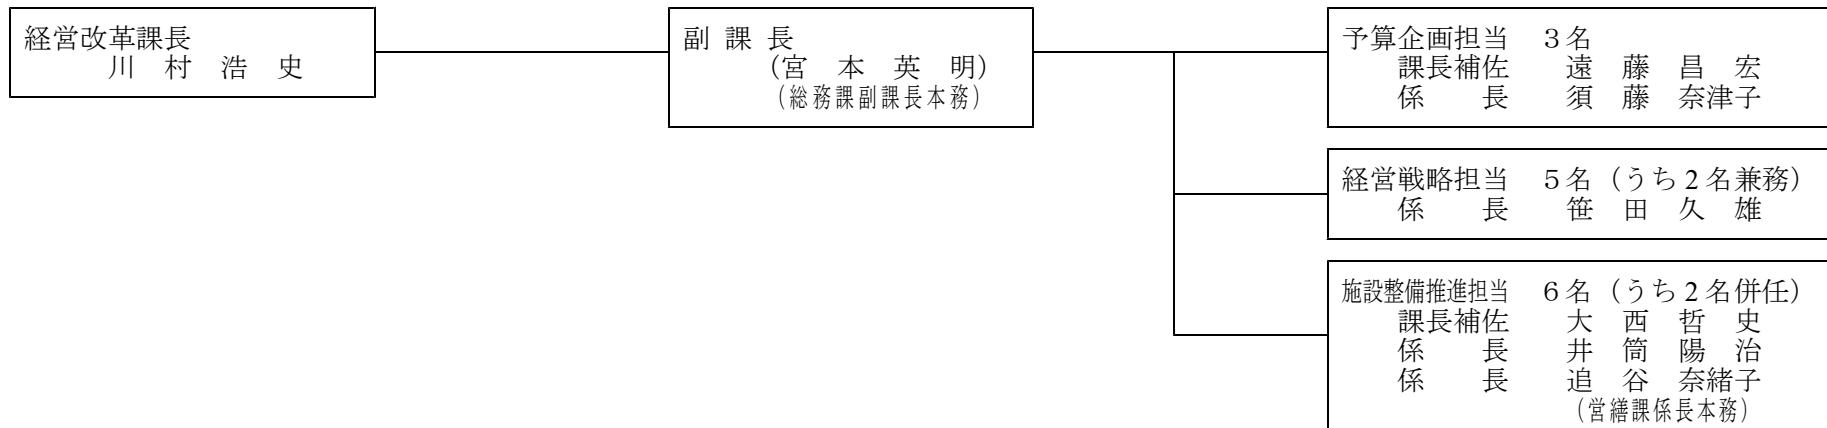 経営改革課長
川村浩史
副課長
(宮本英明)
(総務課副課長本務)
予算企画担当 3名
課長補佐 遠藤昌宏
係長 須藤奈津子
経営戦略担当 5名(うち2名兼務)
係長 笹田久雄
施設整備推進担当 6名(うち2名併任)
課長補佐 大西哲史
係長 井筒陽治
係長 追谷奈緒子
(営繕課係長本務)